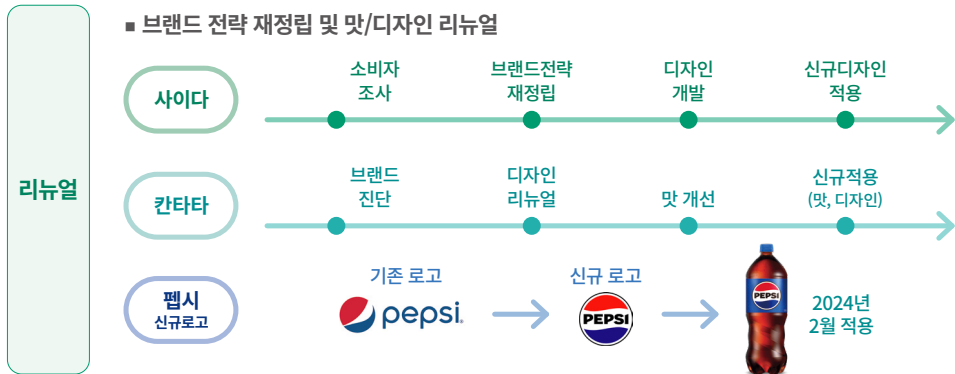 ■ 브랜드 전략 재정립 및 맛/디자인 리뉴얼
리뉴얼
사이다
소비자
조사
브랜드전략
재정립
디자인
개발
신규디자인
적용
칸타타
브랜드
진단
디자인
리뉴얼
맛 개선
신규적용
(맛, 디자인)
펩시
신규로고
기존 로고
pepsi.
신규 로고
PEPSI
PEPSI
2024년
2월 적용